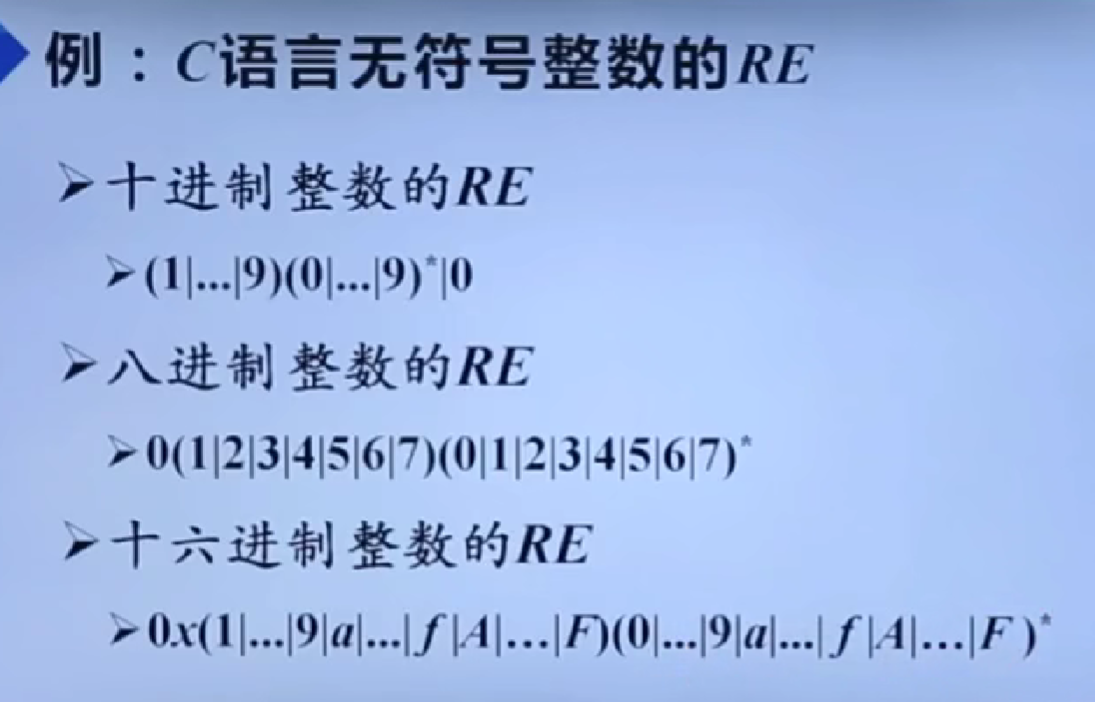 例：C语言无符号整数的RE
➢十进制整数的RE
➢(1|...|9)(0|...|9)*|0
➢八进制整数的RE
➢0(1|2|3|4|5|6|7)(0|1|2|3|4|5|6|7)*
➢十六进制整数的RE
➢0x(1|...|9|a|...|f|A|...|F)(0|...|9|a|...|f|A|...|F)*